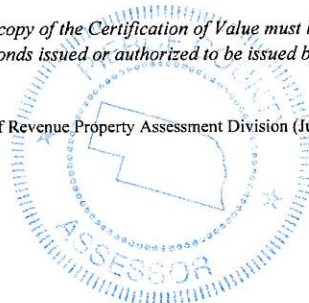 copy of the Certification of Value must
onds issued or authorized to be issued b
COUNTY
f Revenue Property Assessment Division (Ju
ASSESSOR